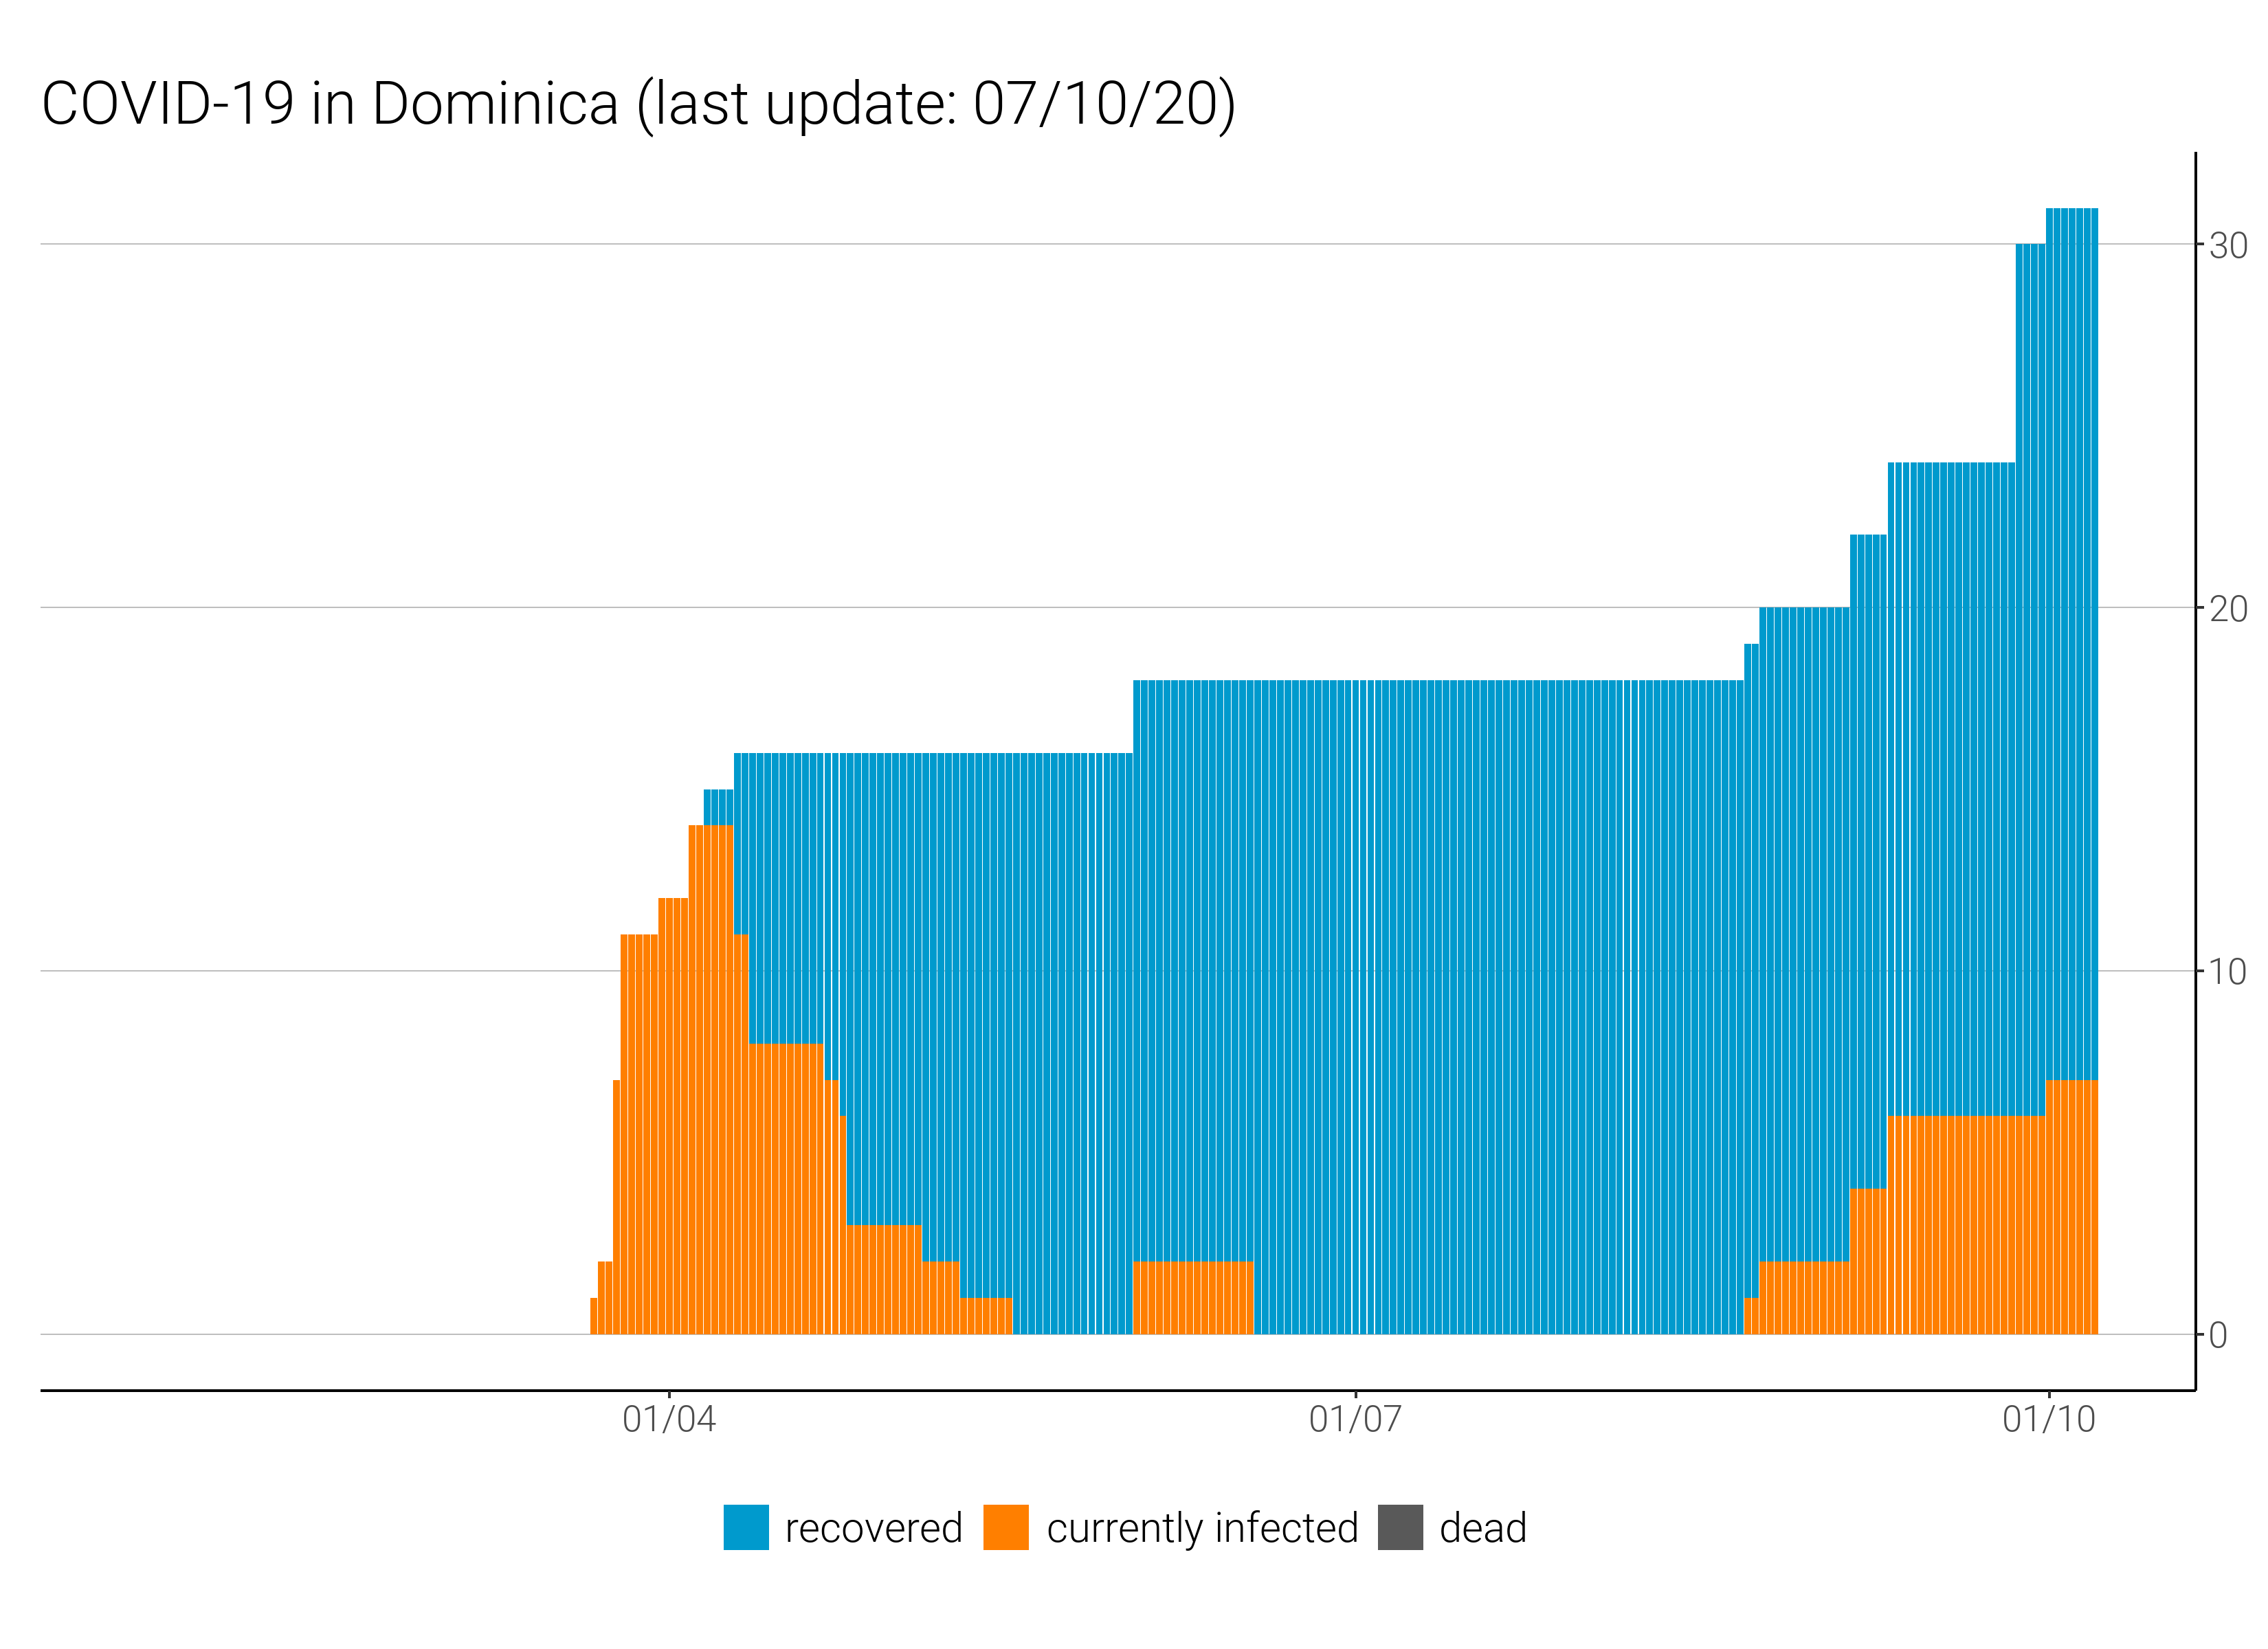 COVID-19 in Dominica (last update: 07/10/20)
30
20
10
0
01/04 01/07 01/10
recovered currently infected dead